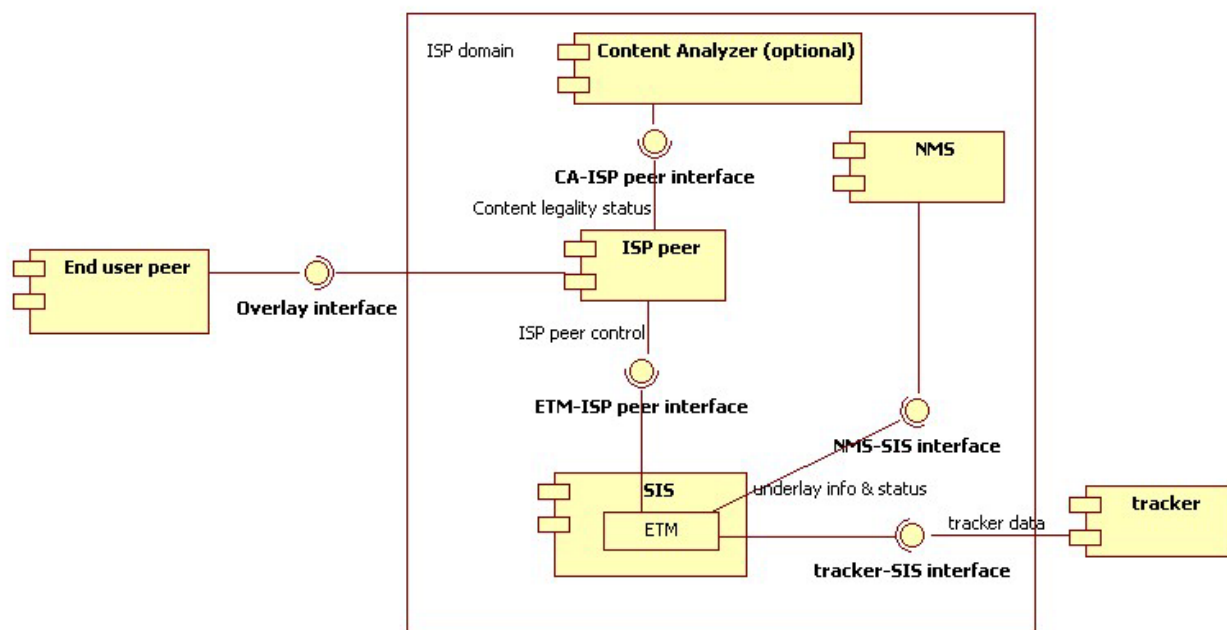 ISP domain
Content Analyzer (optional)
NMS
CA-ISP peer interface
Content legality status
ISP peer
End user peer
Overlay interface
ISP peer control
ETM-ISP peer interface
NMS-SIS interface
SIS
underlay info & status
tracker
ETM
tracker data
tracker-SIS interface